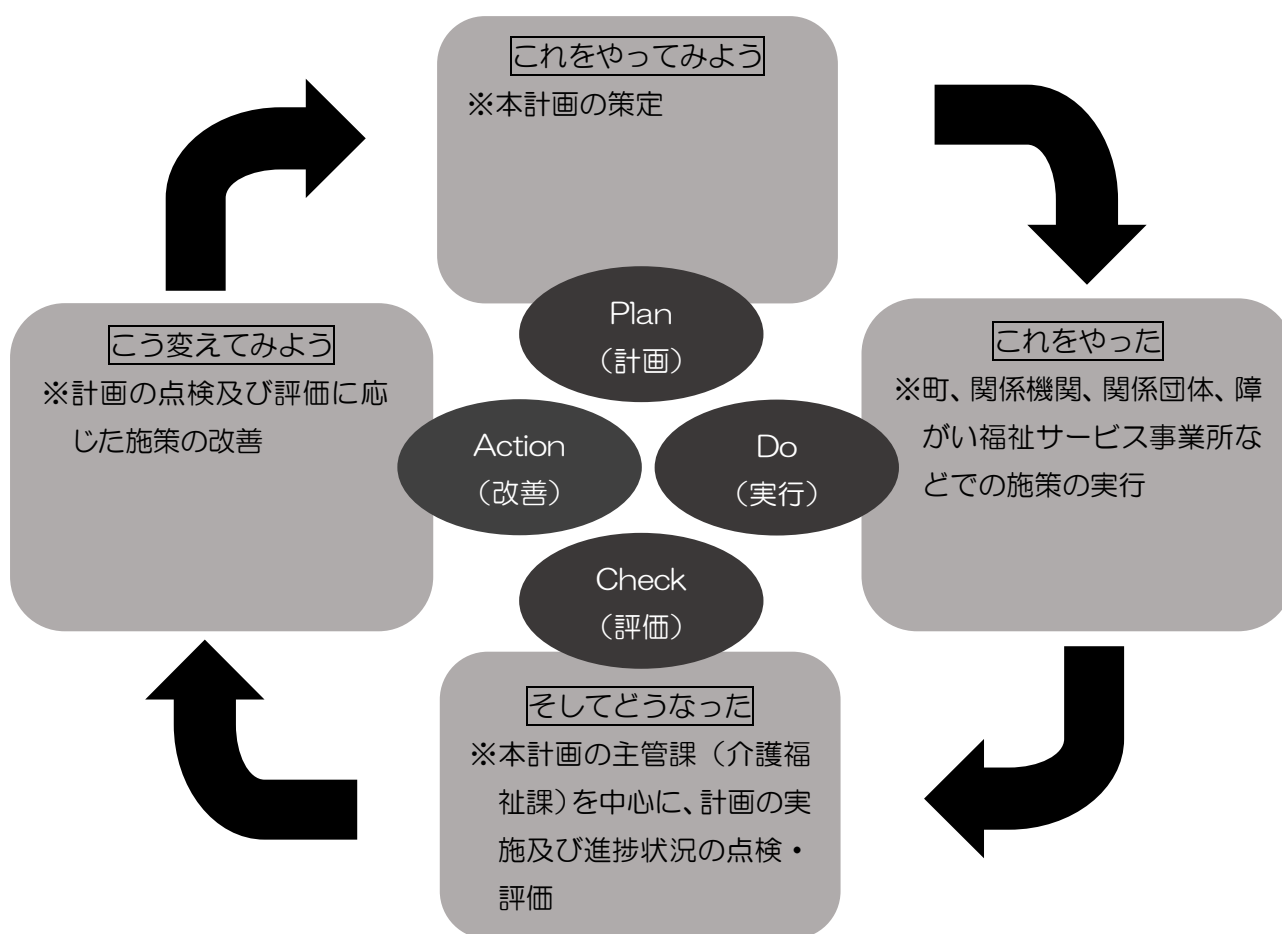 これをやってみよう
※本計画の策定
Plan
（計画）
これをやった
※町、関係機関、関係団体、障
がい福祉サービス事業所な
どでの施策の実行
Do
（実行）
Check
（評価）
そしてどうなった
※本計画の主管課（介護福
祉課）を中心に、計画の実
施及び進捗状況の点検・
評価
こう変えてみよう
※計画の点検及び評価に応
じた施策の改善
Action
（改善）